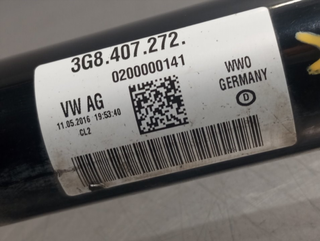 3G8.407.272.
0200000141
VW AG
11.05.2016 19:53:40
CL2
WWO
GERMANY
D